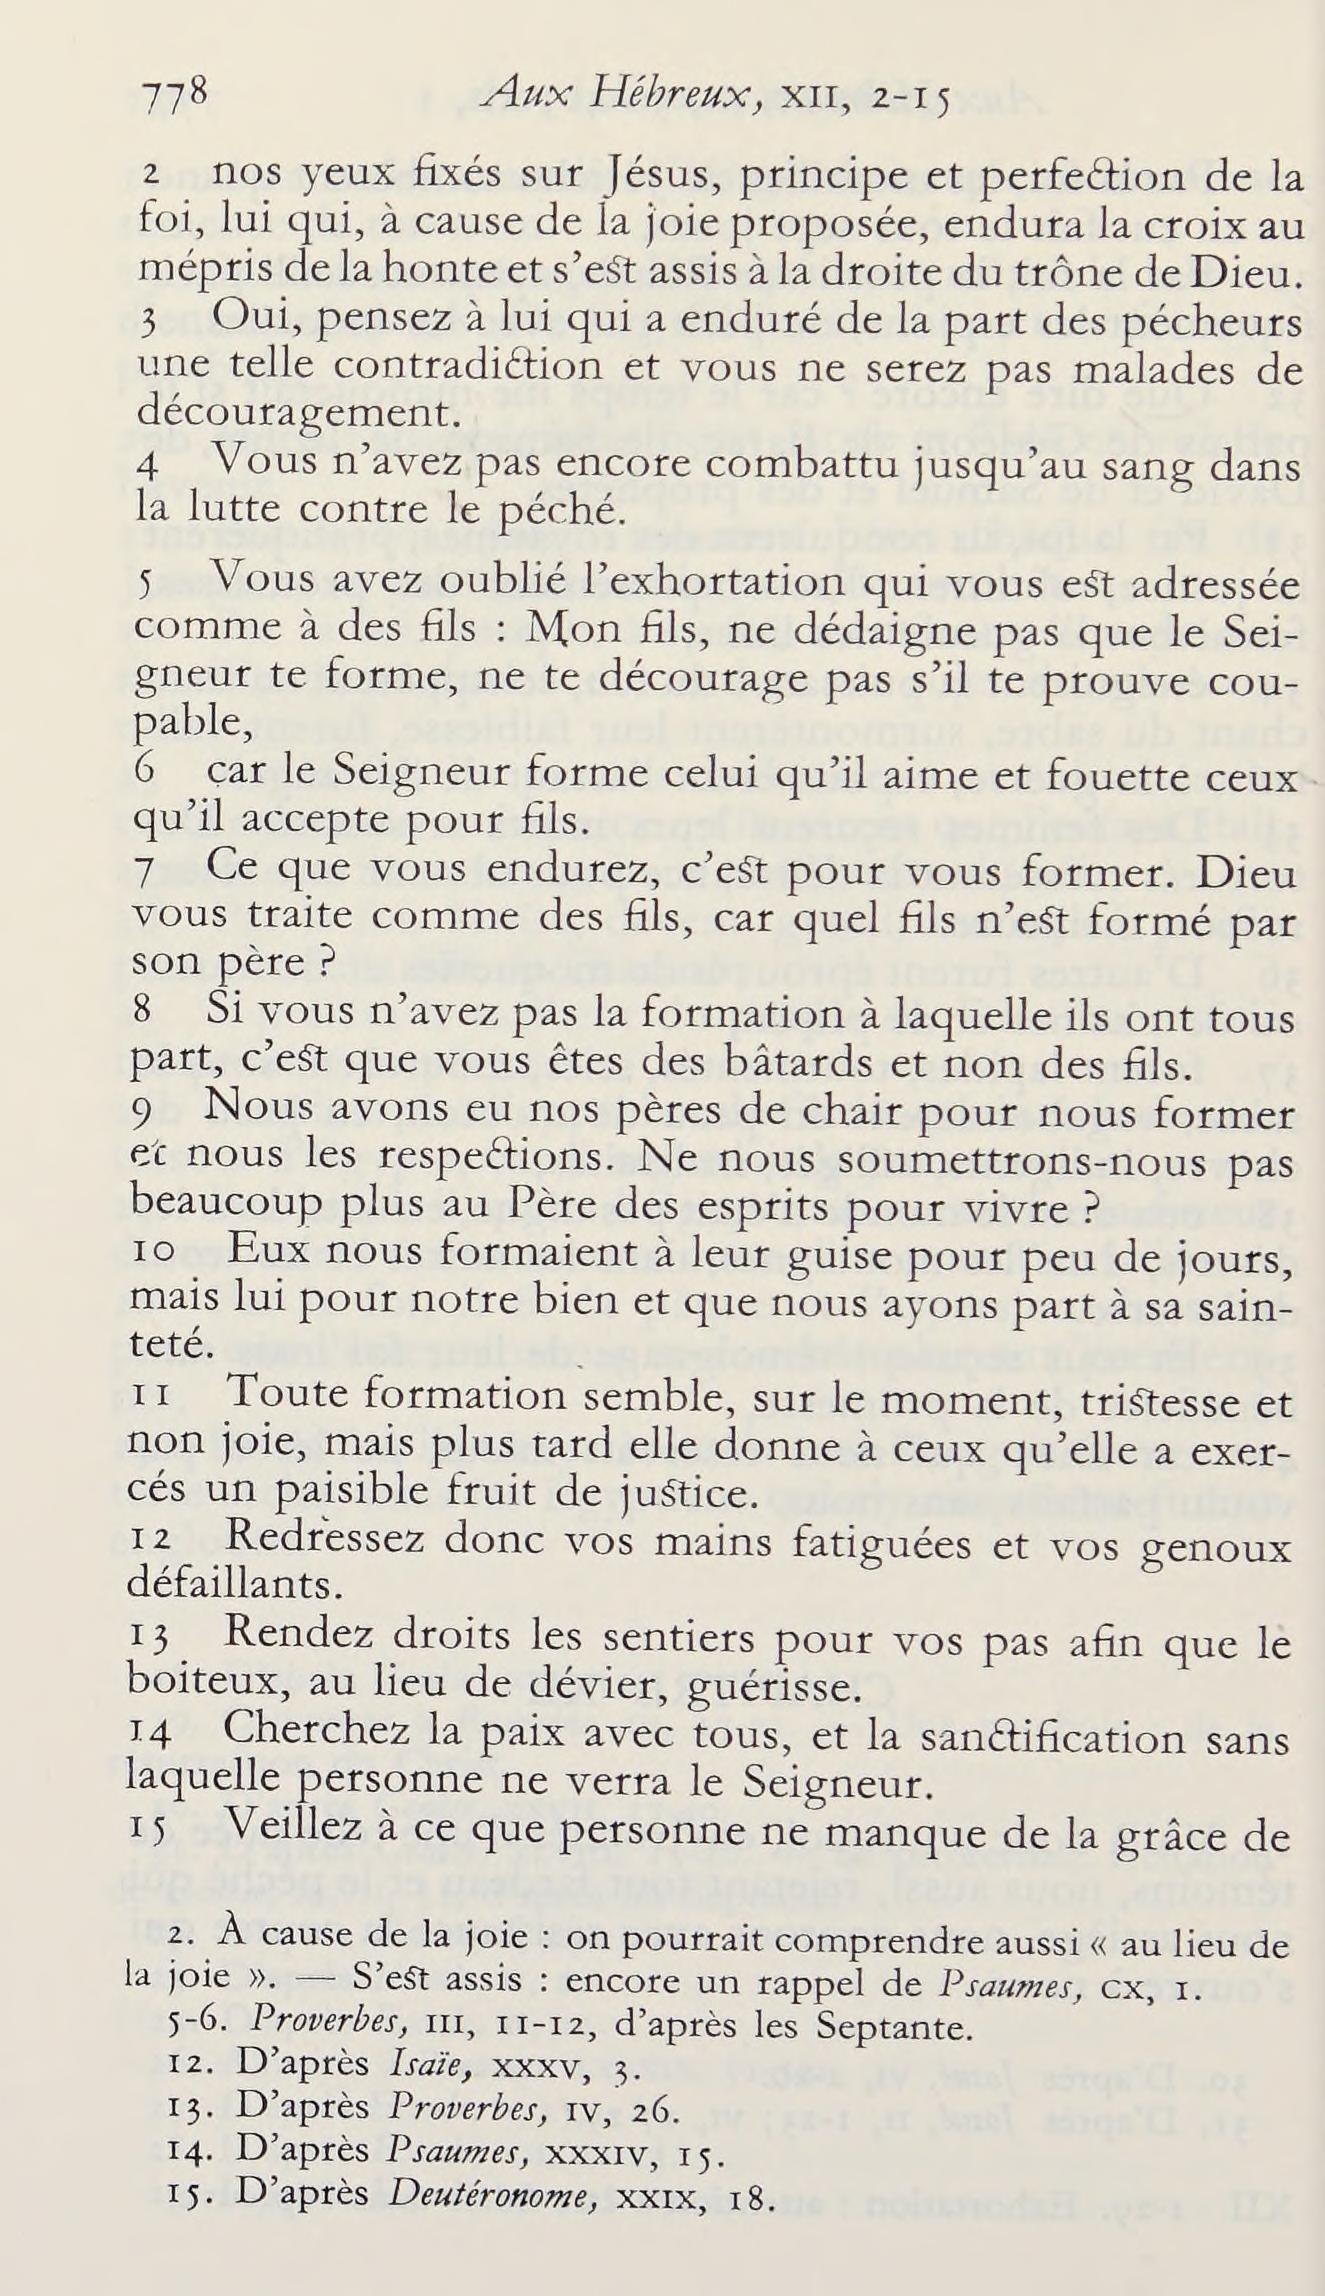 778 Aux Hébreux, XII, 2-15
2 nos yeux fixés sur Jésus, principe et perfection de la
foi, lui qui, à cause de la joie proposée, endura la croix au
mépris de la honte et s’est assis à la droite du trône de Dieu.
3 Oui, pensez à lui qui a enduré de la part des pécheurs
une telle contradiction et vous ne serez pas malades de
découragement.
4 Vous n’avez pas encore combattu jusqu’au sang dans
la lutte contre le péché.
5 Vous avez oublié l’exhortation qui vous est adressée
comme à des fils : Mon fils, ne dédaigne pas que le Sei-
gneur te forme, ne te décourage pas s’il te prouve cou-
pable,
6 car le Seigneur forme celui qu’il aime et fouette ceux
qu’il accepte pour fils.
7 Ce que vous endurez, c’est pour vous former. Dieu
vous traite comme des fils, car quel fils n’est formé par
son père ?
8 Si vous n’avez pas la formation à laquelle ils ont tous
part, c’est que vous êtes des bâtards et non des fils.
9 Nous avons eu nos pères de chair pour nous former
et nous les respections. Ne nous soumettrons-nous pas
beaucoup plus au Père des esprits pour vivre ?
10 Eux nous formaient à leur guise pour peu de jours,
mais lui pour notre bien et que nous ayons part à sa sain-
teté.
11 Toute formation semble, sur le moment, tristesse et
non joie, mais plus tard elle donne à ceux qu’elle a exer-
cés un paisible fruit de justice.
12 Redressez donc vos mains fatiguées et vos genoux
défaillants.
13 Rendez droits les sentiers pour vos pas afin que le
boiteux, au lieu de dévier, guérisse.
14 Cherchez la paix avec tous, et la sanctification sans
laquelle personne ne verra le Seigneur.
15 Veillez à ce que personne ne manque de la grâce de
2. À cause de la joie : on pourrait comprendre aussi « au lieu de
la joie ». — S’est assis : encore un rappel de Psaumes, CX, 1.
5-6. Proverbes, III, 11-12, d’après les Septante.
12. D’après Isaïe, XXXV, 3.
13. D’après Proverbes, IV, 26.
14. D’après Psaumes, XXXIV, 15.
15. D’après Deutéronome, XXIX, 18.